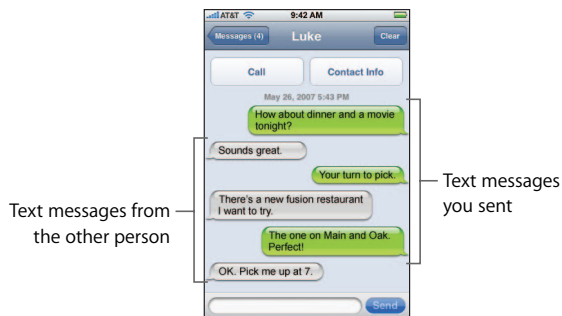 AT&T 9:42 AM
Messages (4) Luke Clear
Call Contact Info
May 26, 2007 5:43 PM
How about dinner and a movie
tonight?
Sounds great.
Your turn to pick.
There's a new fusion restaurant
I want to try.
The one on Main and Oak.
Perfect!
OK. Pick me up at 7.
Send
Text messages from
the other person
Text messages
you sent